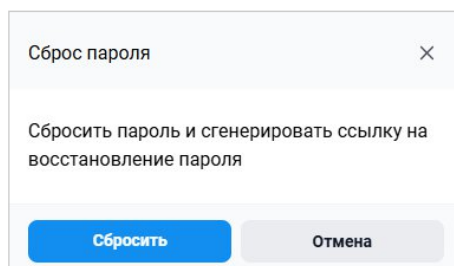 Сброс пароля
Сбросить пароль и сгенерировать ссылку на
восстановление пароля
Сбросить
Отмена